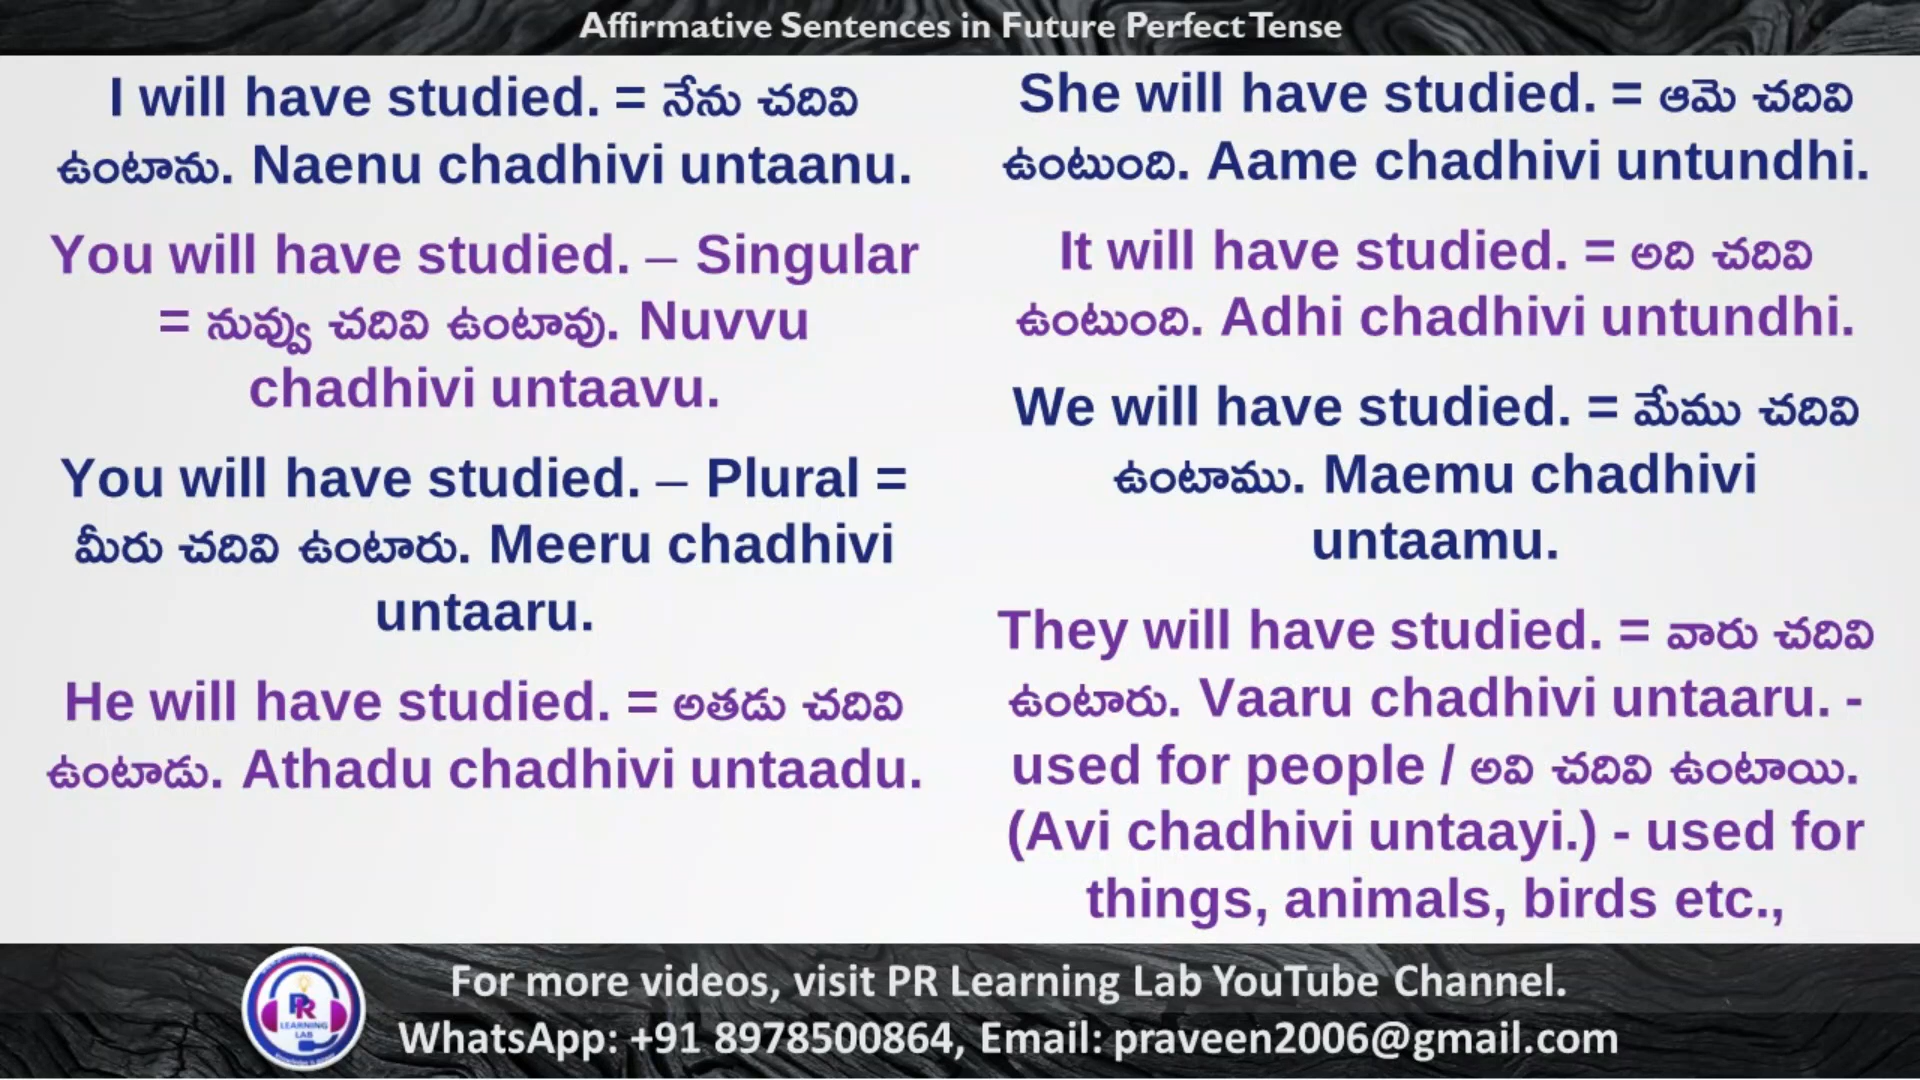 Affirmative Sentences in Future Perfect Tense
I will have studied. = నేను చదివి
ఉంటాను. Naenu chadhivi untaanu.
You will have studied. – Singular
= నువ్వు చదివి ఉంటావు. Nuvvu
chadhivi untaavu.
You will have studied. – Plural =
మీరు చదివి ఉంటారు. Meeru chadhivi
untaaru.
He will have studied. = అతడు చదివి
ఉంటాడు. Athadu chadhivi untaadu.
She will have studied. = ఆమె చదివి
ఉంటుంది. Aame chadhivi untundhi.
It will have studied. = అది చదివి
ఉంటుంది. Adhi chadhivi untundhi.
We will have studied. = మేము చదివి
ఉంటాము. Maemu chadhivi
untaamu.
They will have studied. = వారు చదివి
ఉంటారు. Vaaru chadhivi untaaru. -
used for people / అవి చదివి ఉంటాయి.
(Avi chadhivi untaayi.) - used for
things, animals, birds etc.,
PR
LEARNING
LAB
For more videos, visit PR Learning Lab YouTube Channel.
WhatsApp: +91 8978500864, Email: praveen2006@gmail.com